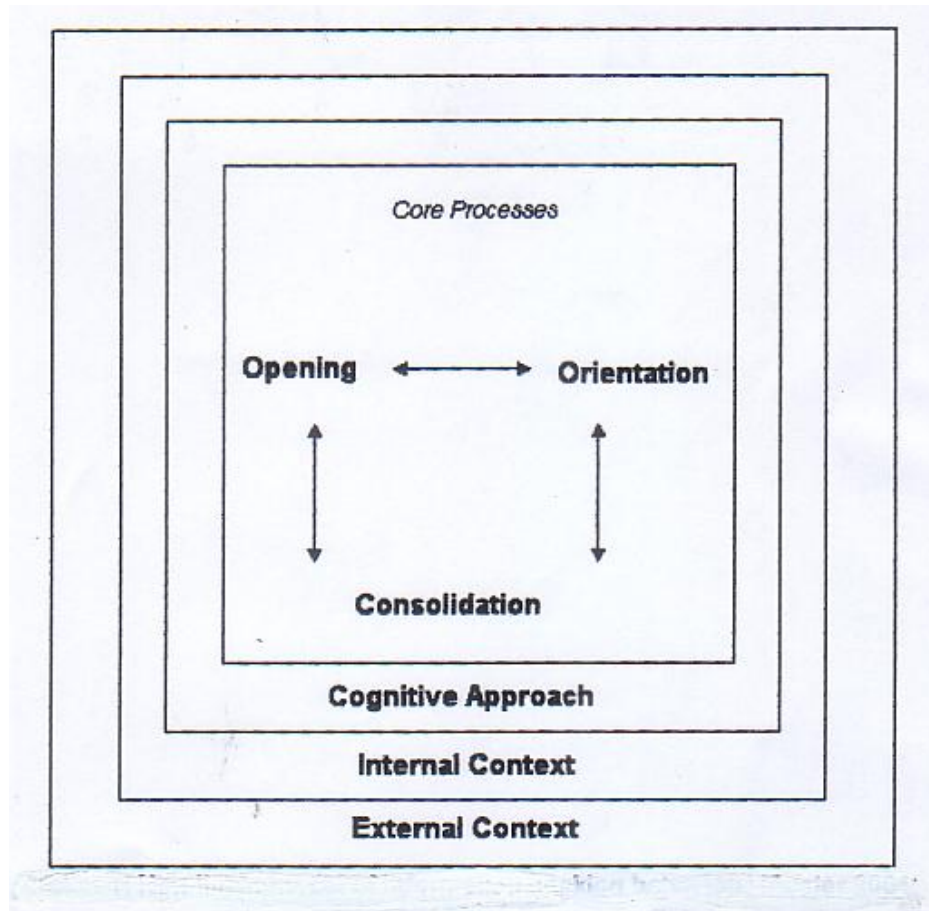 Core Processes
Opening
Orientation
Consolidation
Cognitive Approach
Internal Context
External Context